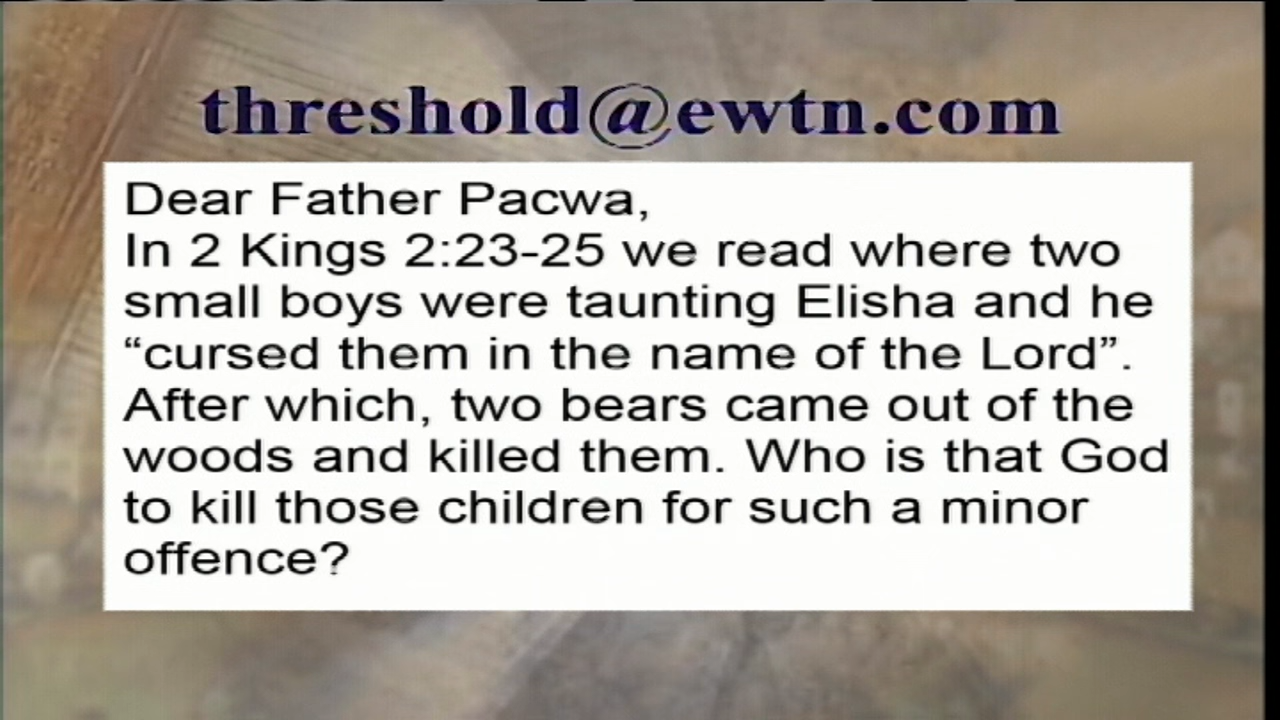 threshold@ewtn.com
Dear Father Pacwa,
In 2 Kings 2:23-25 we read where two
small boys were taunting Elisha and he
“cursed them in the name of the Lord”.
After which, two bears came out of the
woods and killed them. Who is that God
to kill those children for such a minor
offence?